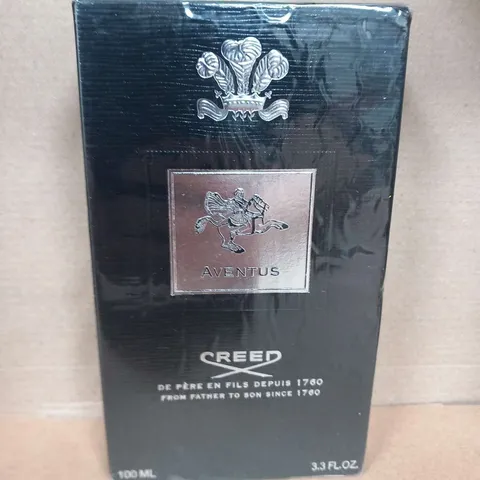 AVENTUS
CREED
DE PÈRE EN FILS DEPUIS 1760
FROM FATHER TO SON SINCE 1760
100 ML
3.3 FL.OZ.